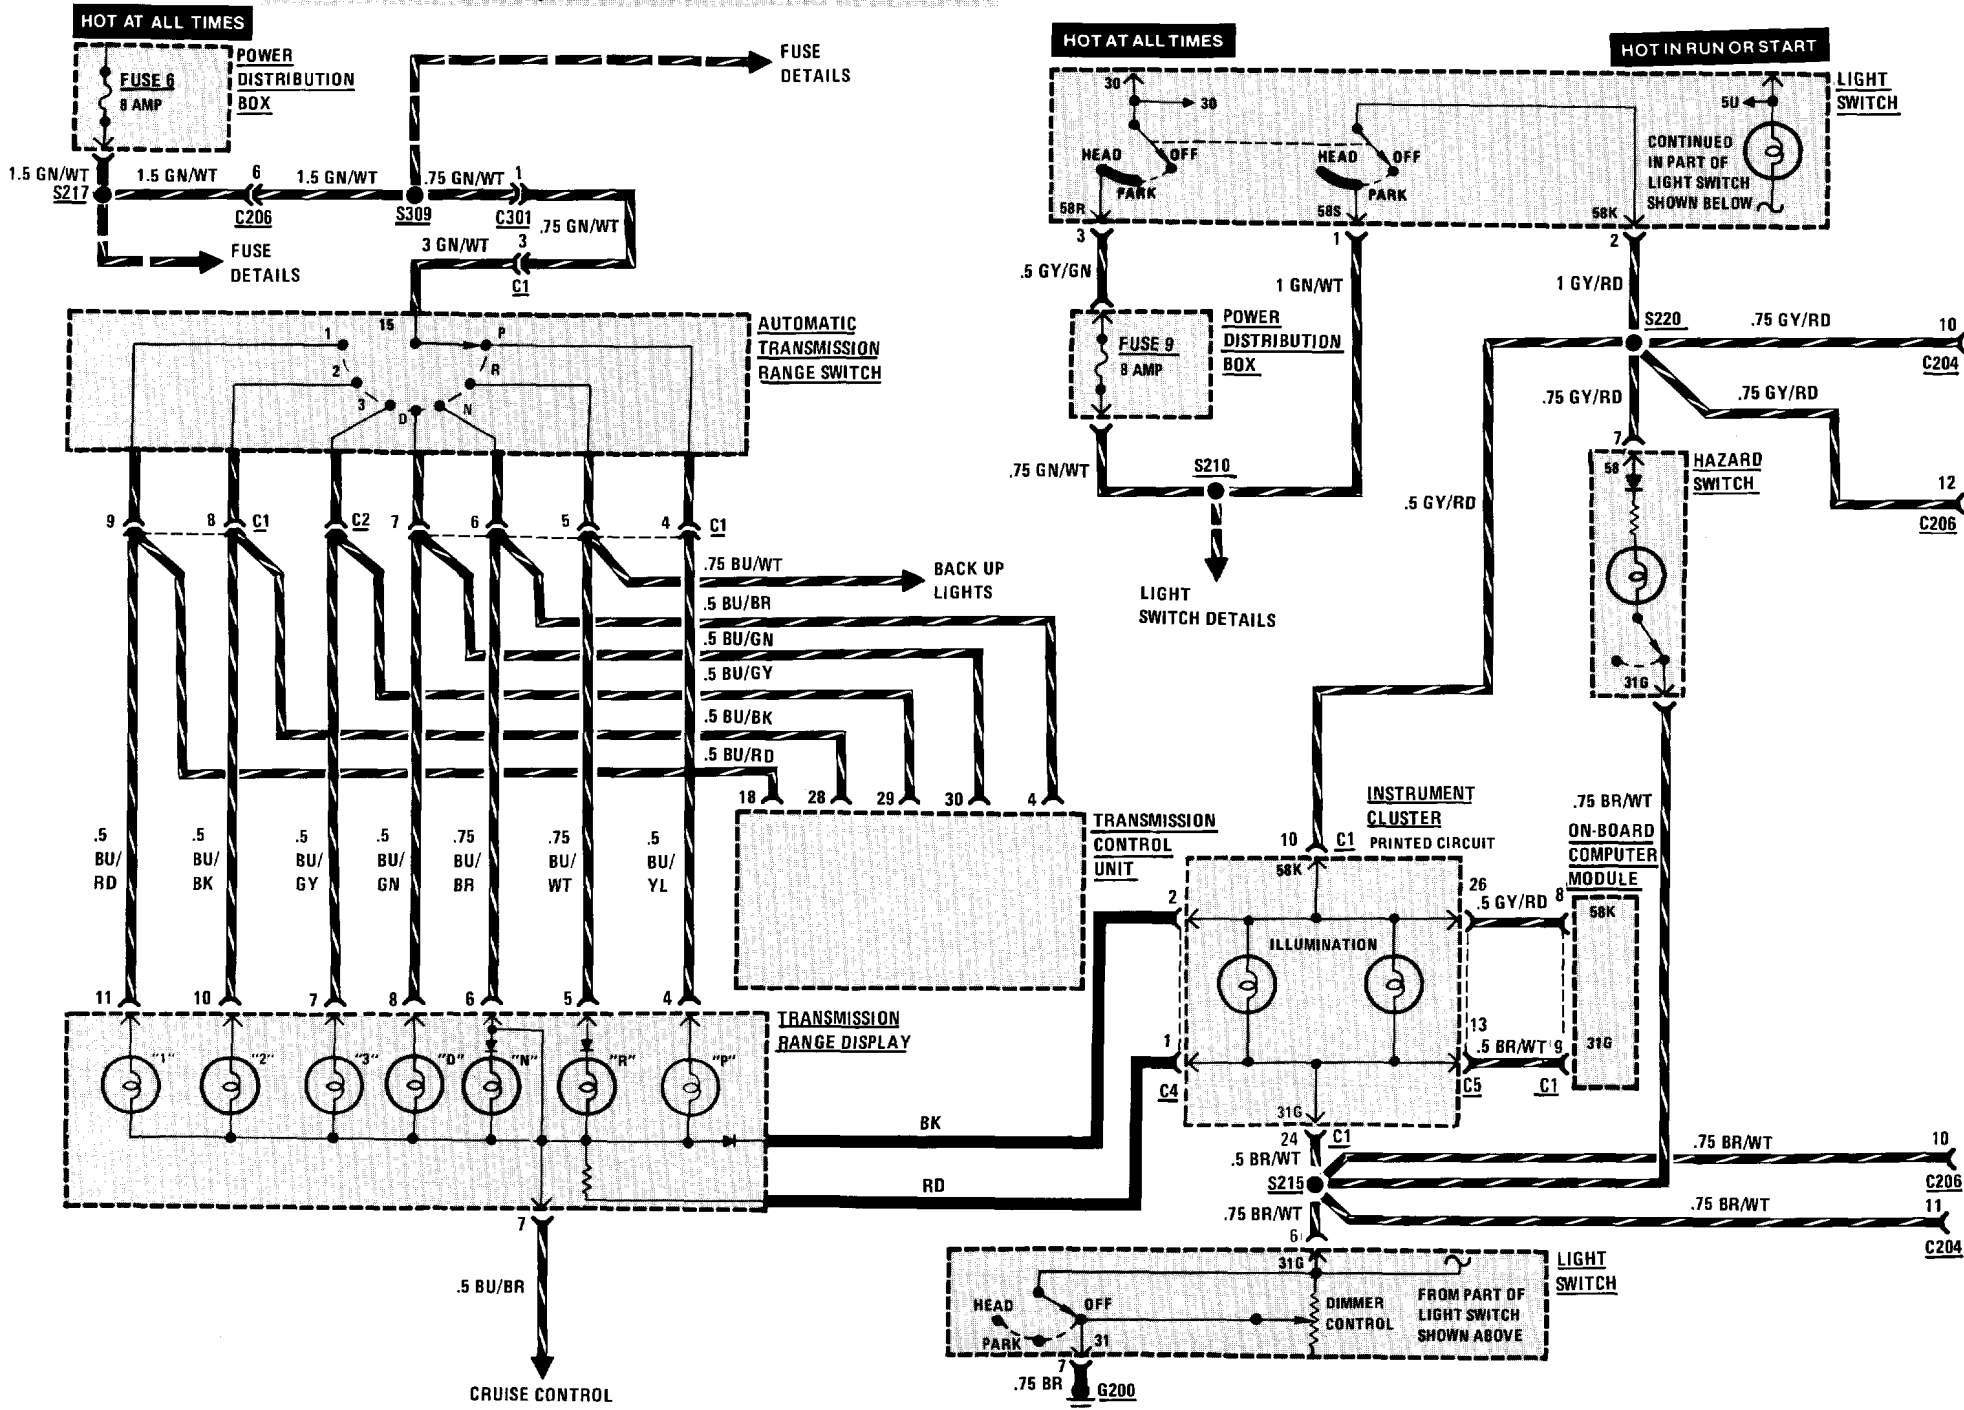 HOT AT ALL TIMES
FUSE 6
8 AMP
POWER
DISTRIBUTION
BOX
FUSE
DETAILS
1.5 GN/WT
S217
1.5 GN/WT
6
C206
1.5 GN/WT
S309
.75 GN/WT
1
C301
.75 GN/WT
3 GN/WT
3
C1
FUSE
DETAILS
15
1
2
3
D
N
R
P
AUTOMATIC
TRANSMISSION
RANGE SWITCH
9
8
C1
C2
7
6
5
4
C1
.75 BU/WT
BACK UP
LIGHTS
.5 BU/BR
.5 BU/GN
.5 BU/GY
.5 BU/BK
.5 BU/RD
18
28
29
30
4
TRANSMISSION
CONTROL
UNIT
.5
BU/
RD
.5
BU/
BK
.5
BU/
GY
.5
BU/
GN
.75
BU/
BR
.75
BU/
WT
.5
BU/
YL
11
10
7
8
6
5
4
TRANSMISSION
RANGE DISPLAY
"1"
"2"
"3"
"D"
"N"
"R"
"P"
BK
RD
7
.5 BU/BR
CRUISE CONTROL
HOT AT ALL TIMES
HOT IN RUN OR START
LIGHT
SWITCH
30
30
HEAD
OFF
PARK
58R
HEAD
OFF
PARK
58S
58K
5U
CONTINUED
IN PART OF
LIGHT SWITCH
SHOWN BELOW
3
1
2
.5 GY/GN
1 GN/WT
1 GY/RD
FUSE 9
8 AMP
POWER
DISTRIBUTION
BOX
.75 GN/WT
S210
LIGHT
SWITCH DETAILS
S220
.75 GY/RD
10
C204
.75 GY/RD
.75 GY/RD
12
C206
.5 GY/RD
7
58
HAZARD
SWITCH
31G
.75 BR/WT
INSTRUMENT
CLUSTER
PRINTED CIRCUIT
10
C1
58K
2
ILLUMINATION
1
C4
31G
26
.5 GY/RD
8
13
.5 BR/WT
9
C5
C1
ON-BOARD
COMPUTER
MODULE
58K
31G
24
C1
.5 BR/WT
S215
.75 BR/WT
6
.75 BR/WT
10
C206
.75 BR/WT
11
C204
LIGHT
SWITCH
31G
HEAD
OFF
PARK
31
DIMMER
CONTROL
FROM PART OF
LIGHT SWITCH
SHOWN ABOVE
7
.75 BR
G200